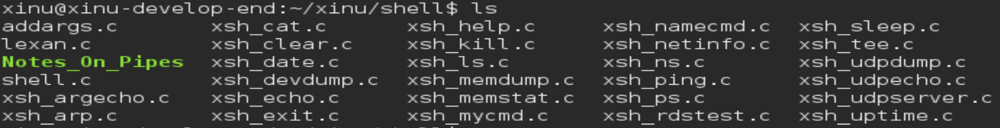 xinu@xinu-develop-end:~/xinu/shell$ ls
addargs.c xsh_cat.c xsh_help.c xsh_namecmd.c xsh_sleep.c
lexan.c xsh_clear.c xsh_kill.c xsh_netinfo.c xsh_tee.c
Notes_On_Pipes xsh_date.c xsh_ls.c xsh_ns.c xsh_udpdump.c
shell.c xsh_devdump.c xsh_memdump.c xsh_ping.c xsh_udpecho.c
xsh_argecho.c xsh_echo.c xsh_memstat.c xsh_ps.c xsh_udpserver.c
xsh_arp.c xsh_exit.c xsh_mycmd.c xsh_rdstest.c xsh_uptime.c